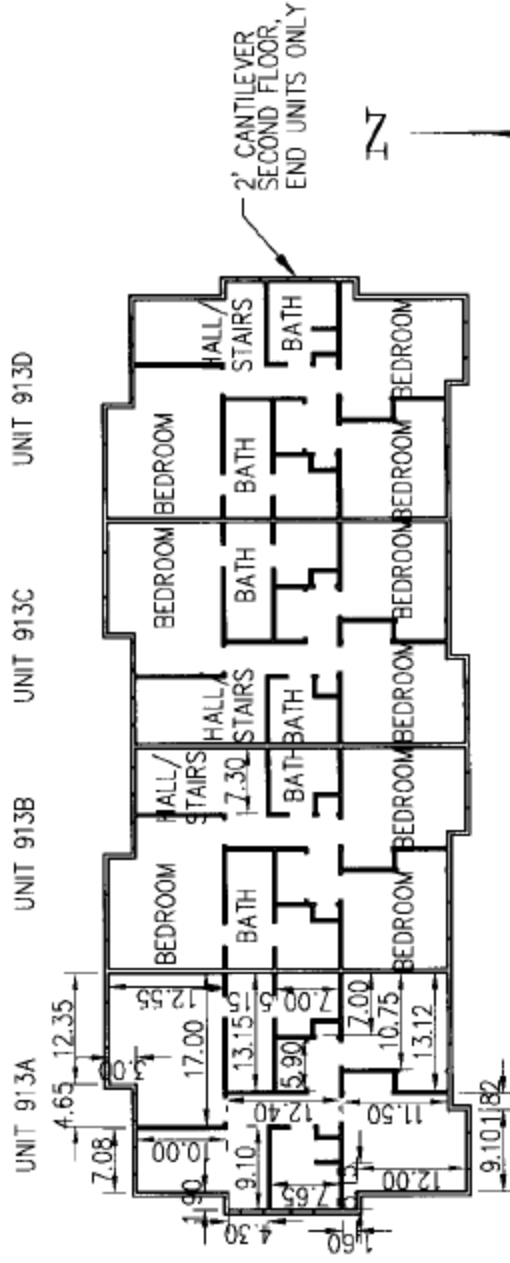 2' CANTILEVER
SECOND FLOOR,
END UNITS ONLY
N
UNIT 913A
UNIT 913B
UNIT 913C
UNIT 913D
7.08
4.65
12.35
3.00
12.55
10.00
17.00
1.90
4.30
9.10
13.15
5.15
12.40
5.90
7.00
7.65
7.00
1.60
12.00
11.50
10.75
13.12
9.10
1.82
BEDROOM
HALL/
STAIRS
7.30
BATH
BATH
BEDROOM
BEDROOM
BEDROOM
HALL/
STAIRS
BATH
BATH
BEDROOM
BEDROOM
BEDROOM
HALL/
STAIRS
BATH
BATH
BEDROOM
BEDROOM